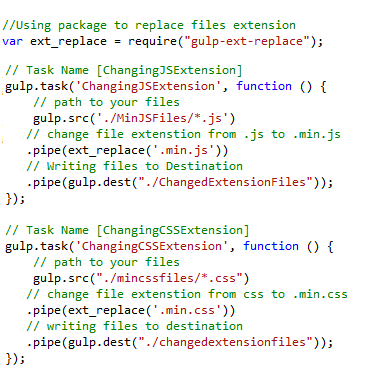 //Using package to replace files extension
var ext_replace = require("gulp-ext-replace");
// Task Name [ChangingJSExtension]
gulp.task('ChangingJSExtension', function () {
// path to your files
gulp.src('./MinJSFiles/*.js')
// change file extenstion from .js to .min.js
.pipe(ext_replace('.min.js'))
// Writing files to Destination
.pipe(gulp.dest("./ChangedExtensionFiles"));
});
// Task Name [ChangingCSSExtension]
gulp.task('ChangingCSSExtension', function () {
// path to your files
gulp.src("./mincssfiles/*.css")
// change file extenstion from css to .min.css
.pipe(ext_replace('.min.css'))
// writing files to destination
.pipe(gulp.dest("./changedextensionfiles"));
});